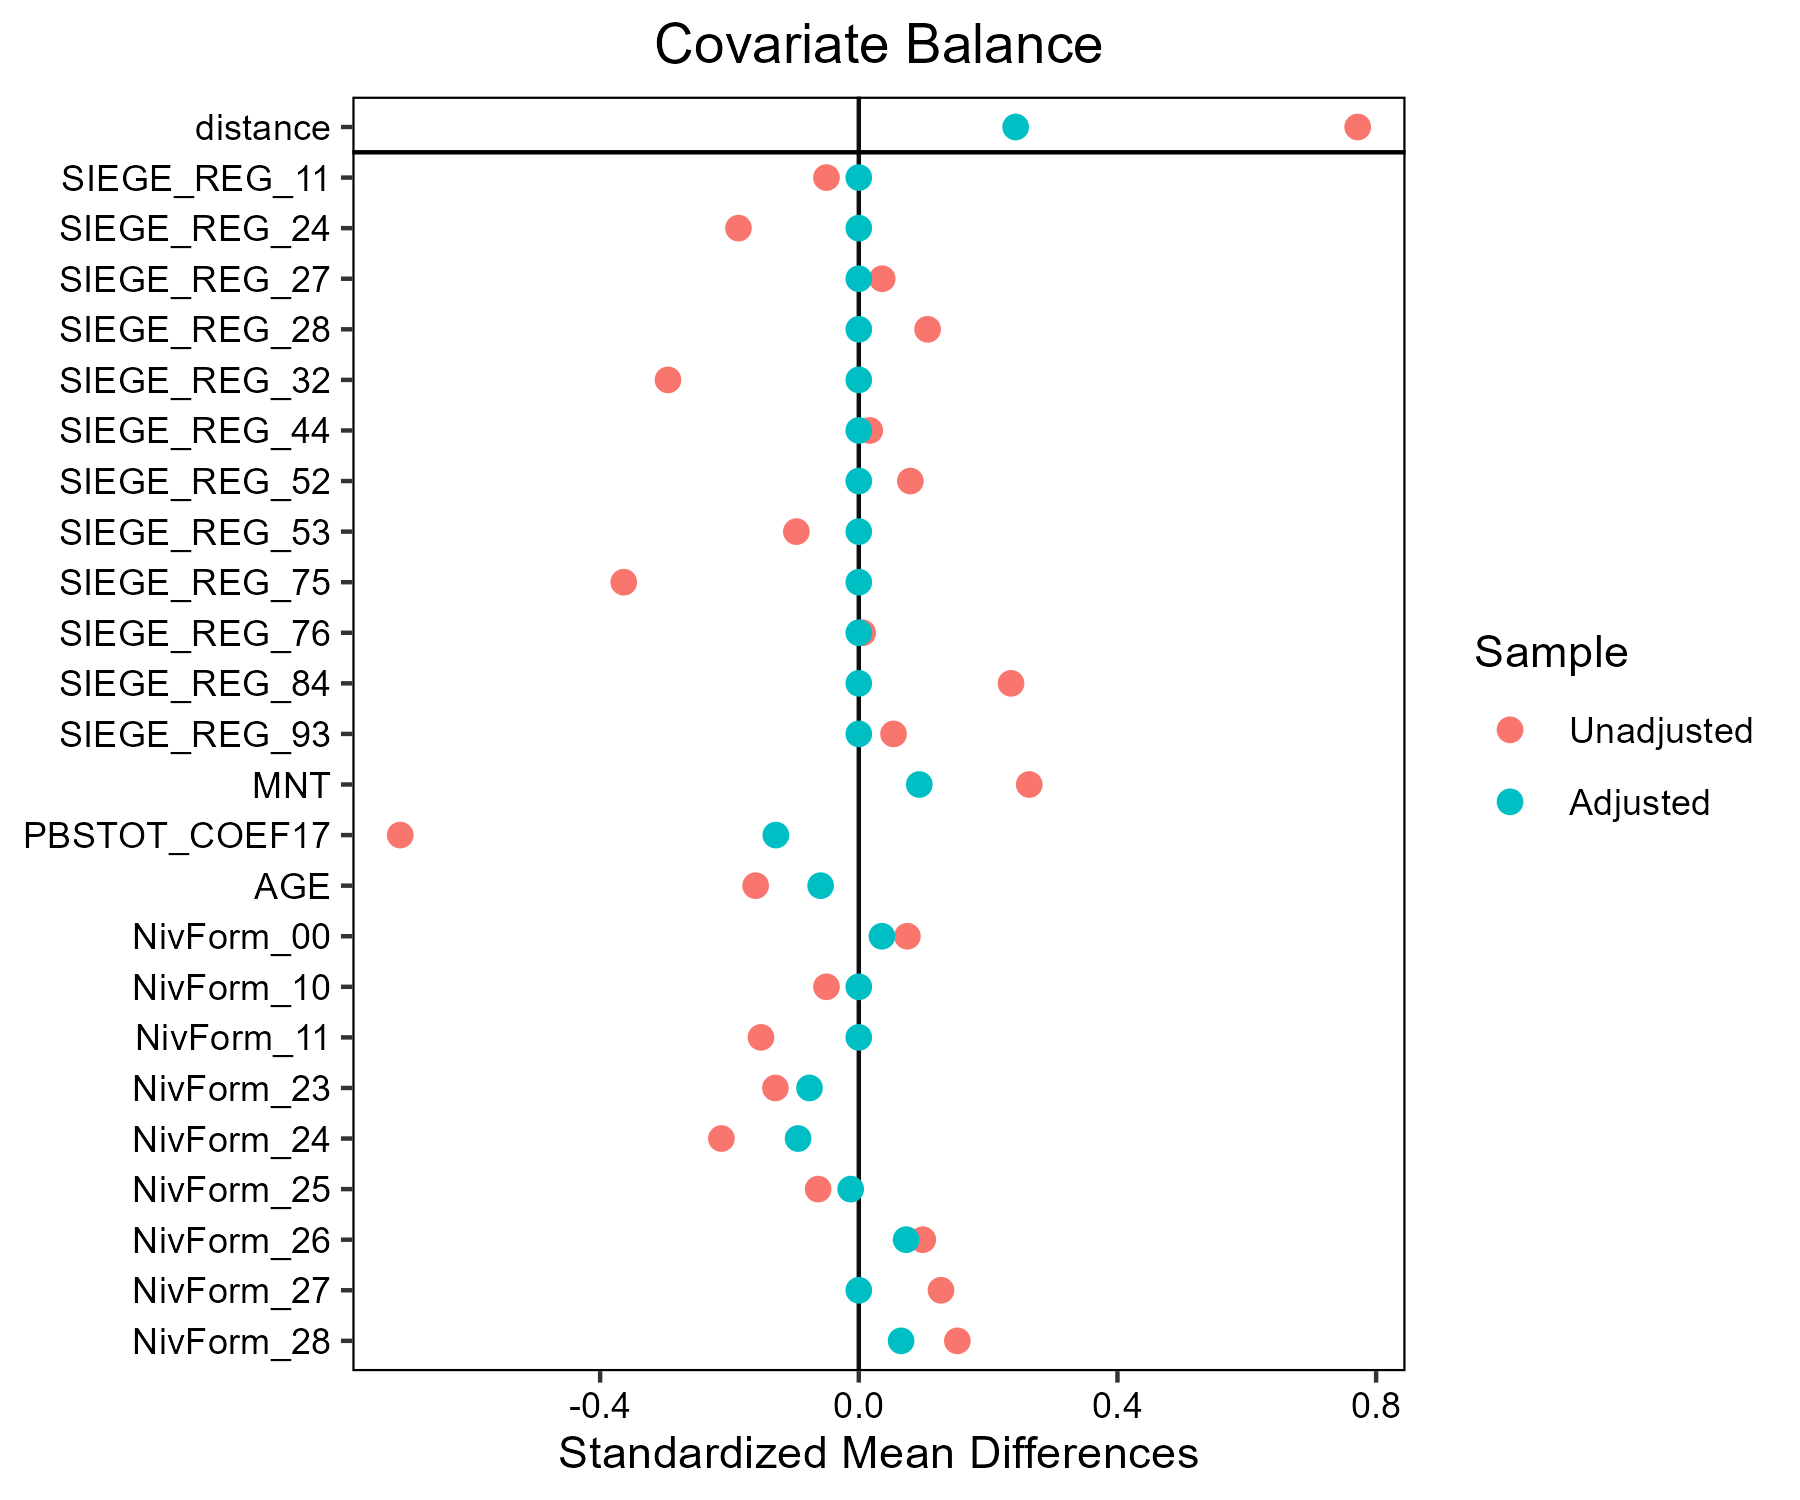 Covariate Balance
distance
SIEGE_REG_11
SIEGE_REG_24
SIEGE_REG_27
SIEGE_REG_28
SIEGE_REG_32
SIEGE_REG_44
SIEGE_REG_52
SIEGE_REG_53
SIEGE_REG_75
SIEGE_REG_76
SIEGE_REG_84
SIEGE_REG_93
MNT
PBSTOT_COEF17
AGE
NivForm_00
NivForm_10
NivForm_11
NivForm_23
NivForm_24
NivForm_25
NivForm_26
NivForm_27
NivForm_28
-0.4 0.0 0.4 0.8
Standardized Mean Differences
Sample
Unadjusted
Adjusted